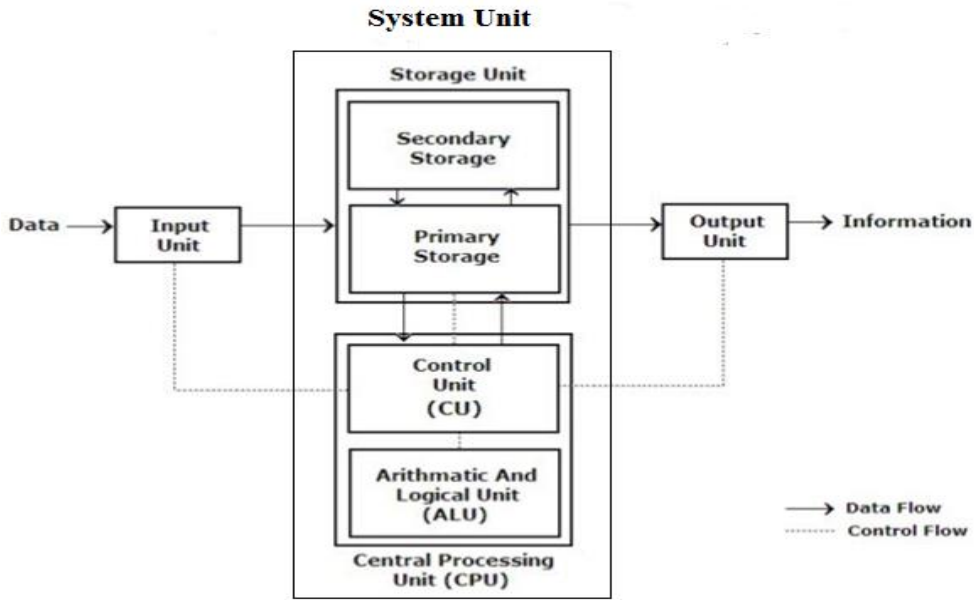 System Unit
Storage Unit
Secondary
Storage
Data
Input
Unit
Primary
Storage
Output
Unit
Information
Control
Unit
(CU)
Arithmatic And
Logical Unit
(ALU)
Central Processing
Unit (CPU)
Data Flow
Control Flow